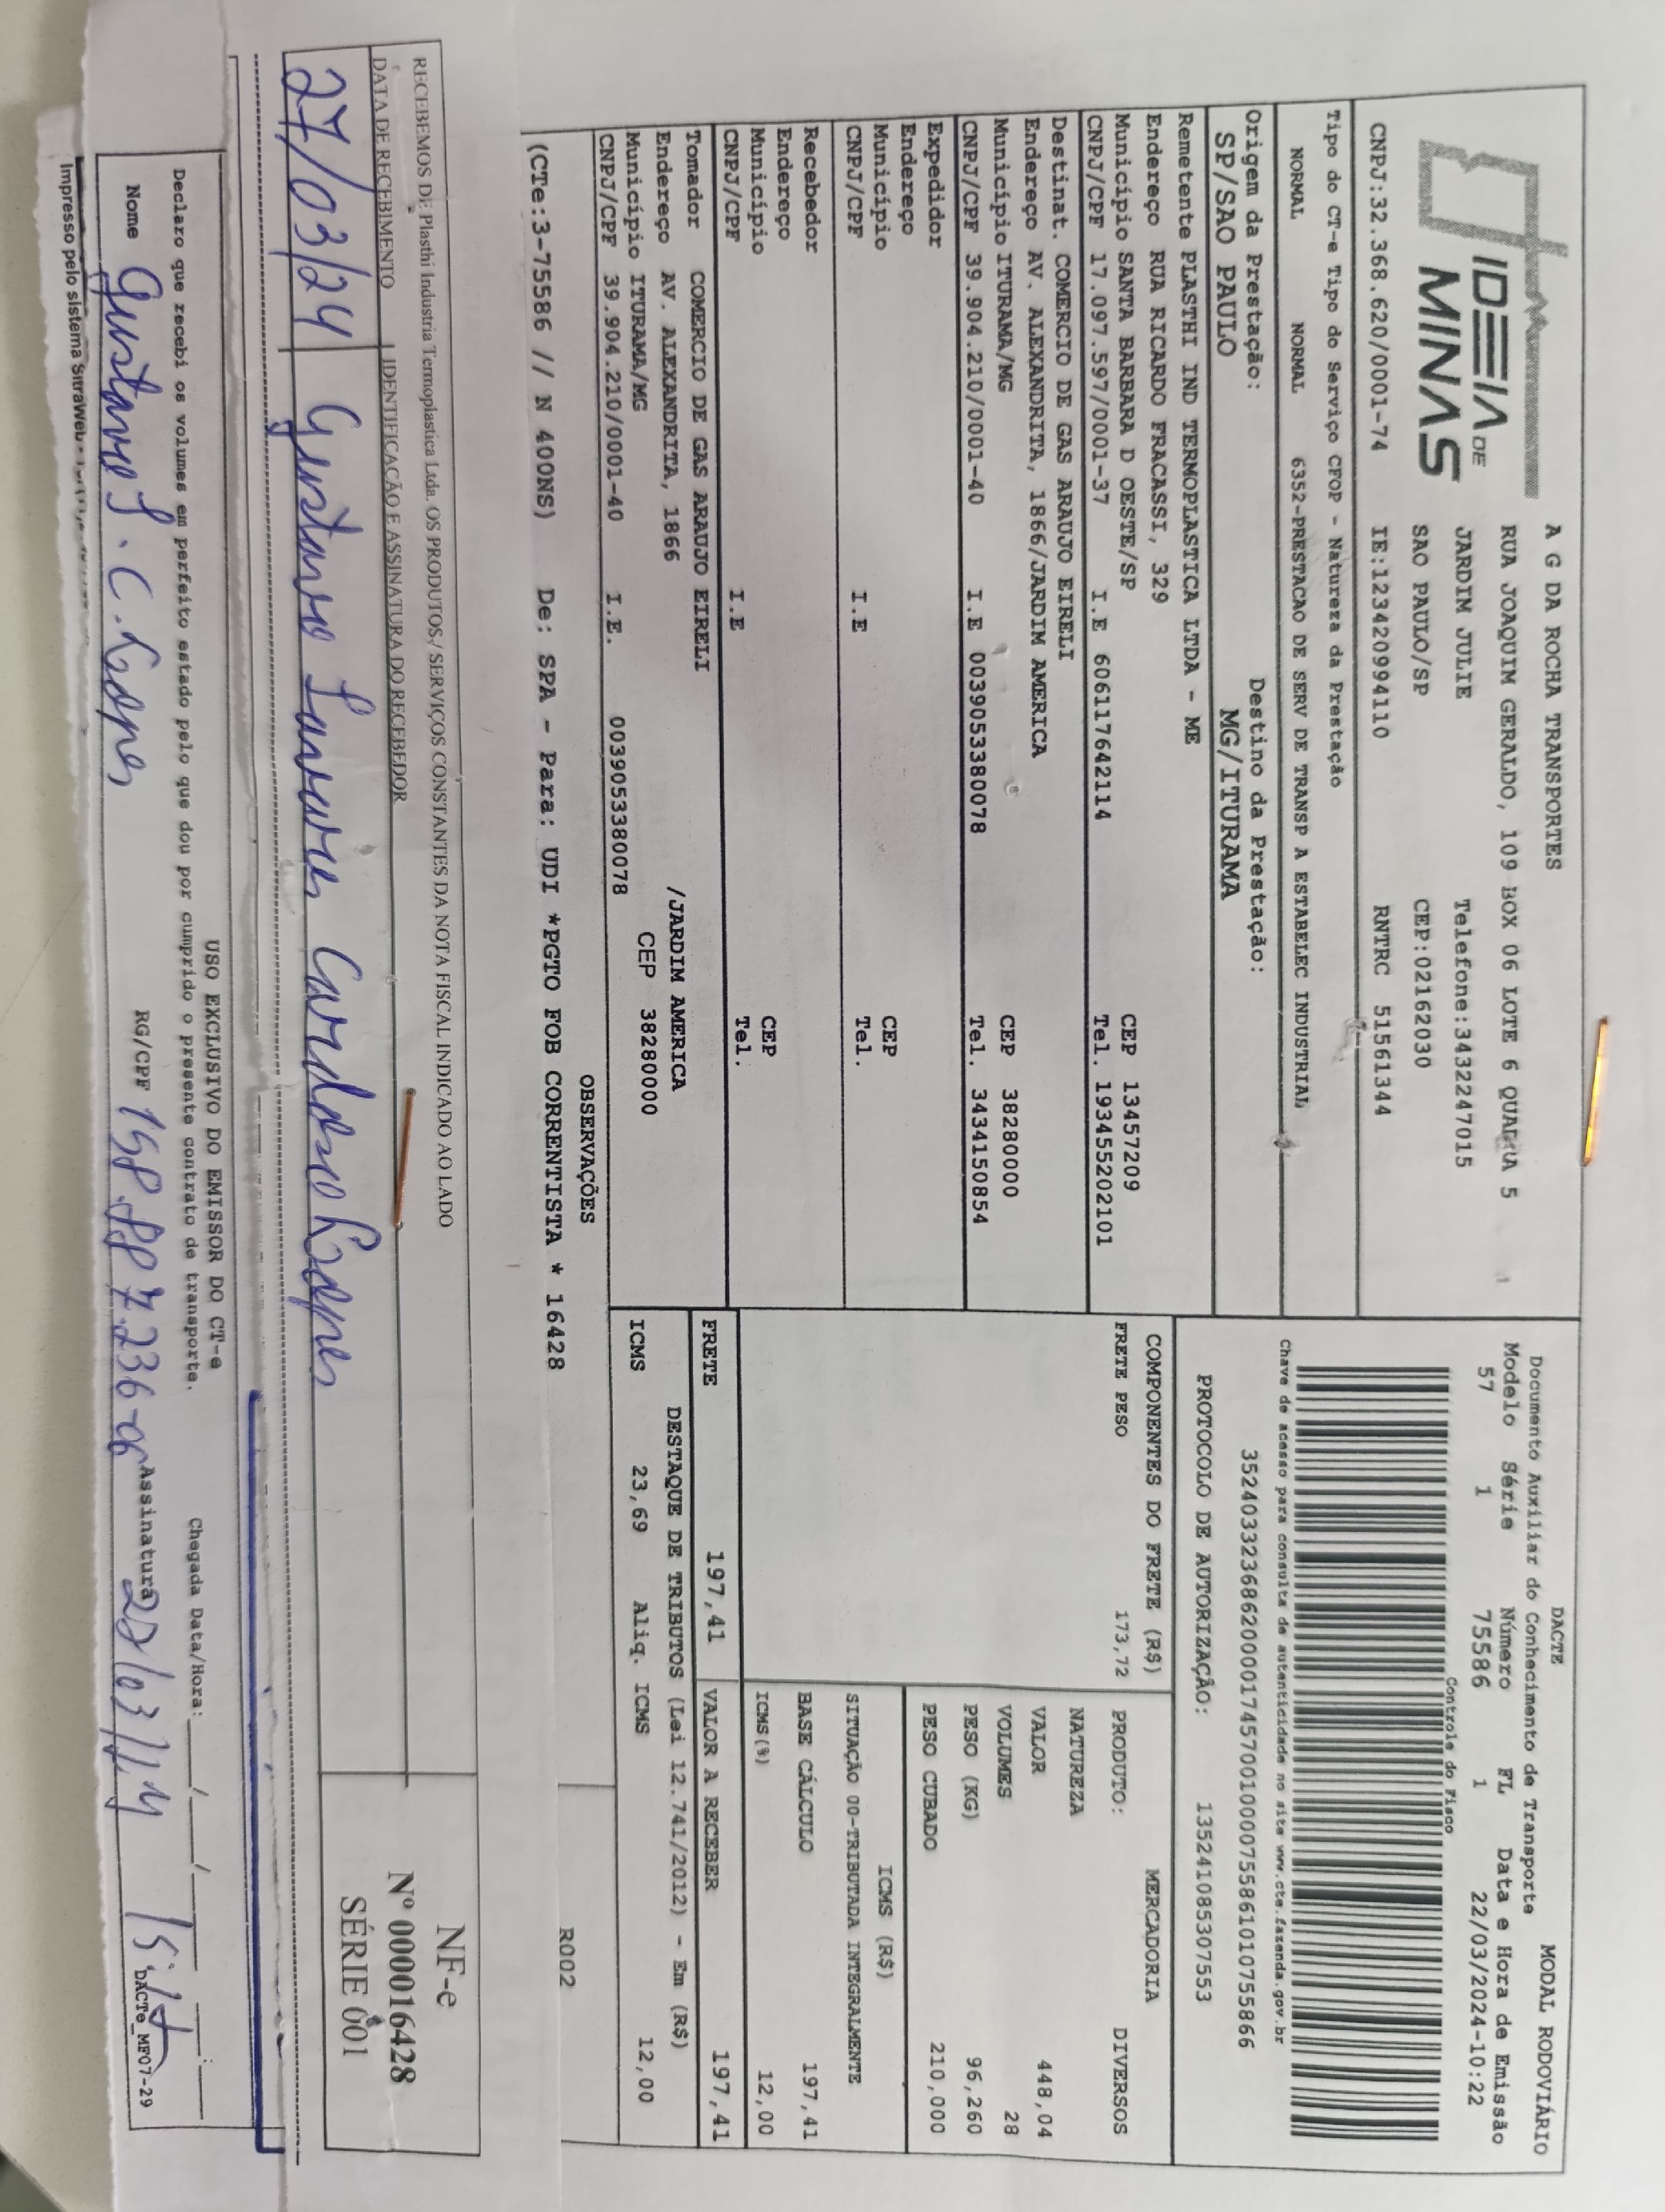 IDEIA DE
MINAS
A G DA ROCHA TRANSPORTES
RUA JOAQUIM GERALDO, 109 BOX 06 LOTE 6 QUADRA 5
JARDIM JULIE Telefone:3432247015
SAO PAULO/SP CEP:02162030
CNPJ:32.368.620/0001-74 IE:123420994110 RNTRC 51561344
DACTE MODAL RODOVIÁRIO
Documento Auxiliar do Conhecimento de Transporte
Modelo Série Número FL Data e Hora de Emissão
57 1 75586 1 22/03/2024-10:22
Controle do Fisco
Chave de acesso para consulta de autenticidade no site www.cte.fazenda.gov.br
35240332368620000174570010000755861010755866
PROTOCOLO DE AUTORIZAÇÃO: 135241085307553
Tipo do CT-e Tipo do Serviço CFOP - Natureza da Prestação
NORMAL NORMAL 6352-PRESTACAO DE SERV DE TRANSP A ESTABELEC INDUSTRIAL
Origem da Prestação: Destino da Prestação:
SP/SAO PAULO MG/ITURAMA
Remetente PLASTHI IND TERMOPLASTICA LTDA - ME
Endereço RUA RICARDO FRACASSI, 329
Município SANTA BARBARA D OESTE/SP CEP 13457209
CNPJ/CPF 17.097.597/0001-37 I.E 606117642114 Tel. 193455202101
Destinat. COMERCIO DE GAS ARAUJO EIRELI
Endereço AV. ALEXANDRITA, 1866/JARDIM AMERICA
Município ITURAMA/MG CEP 38280000
CNPJ/CPF 39.904.210/0001-40 I.E 0039053380078 Tel. 3434150854
Expedidor
Endereço
Município CEP
CNPJ/CPF I.E Tel.
Recebedor
Endereço
Município CEP
CNPJ/CPF I.E Tel.
Tomador COMERCIO DE GAS ARAUJO EIRELI
Endereço AV. ALEXANDRITA, 1866 /JARDIM AMERICA
Município ITURAMA/MG CEP 38280000
CNPJ/CPF 39.904.210/0001-40 I.E. 0039053380078
COMPONENTES DO FRETE (R$)
FRETE PESO 173,72
MERCADORIA
PRODUTO: DIVERSOS
NATUREZA
VALOR 448,04
VOLUMES 28
PESO (KG) 96,260
PESO CUBADO 210,000
ICMS (R$)
SITUAÇÃO 00-TRIBUTADA INTEGRALMENTE
BASE CÁLCULO 197,41
ICMS(%) 12,00
FRETE 197,41 VALOR A RECEBER 197,41
DESTAQUE DE TRIBUTOS (Lei 12.741/2012) - Em (R$)
ICMS 23,69 Aliq. ICMS 12,00
OBSERVAÇÕES
(CTe:3-75586 // N 400NS) De: SPA - Para: UDI *PGTO FOB CORRENTISTA * 16428
R002
RECEBEMOS DE Plasthi Industria Termoplastica Ltda. OS PRODUTOS / SERVIÇOS CONSTANTES DA NOTA FISCAL INDICADO AO LADO
DATA DE RECEBIMENTO IDENTIFICAÇÃO E ASSINATURA DO RECEBEDOR
27/03/24 Gustavo Tavares Cardoso Lopes
NF-e
Nº 000016428
SÉRIE 001
USO EXCLUSIVO DO EMISSOR DO CT-e
Declaro que recebi os volumes em perfeito estado pelo que dou por cumprido o presente contrato de transporte. Chegada Data/Hora: ___/___/___ ___:___
Nome Gustavo T. C. Lopes RG/CPF 158.887.236-06 Assinatura
DACTe_MF07-29
Impresso pelo sistema SitraWeb